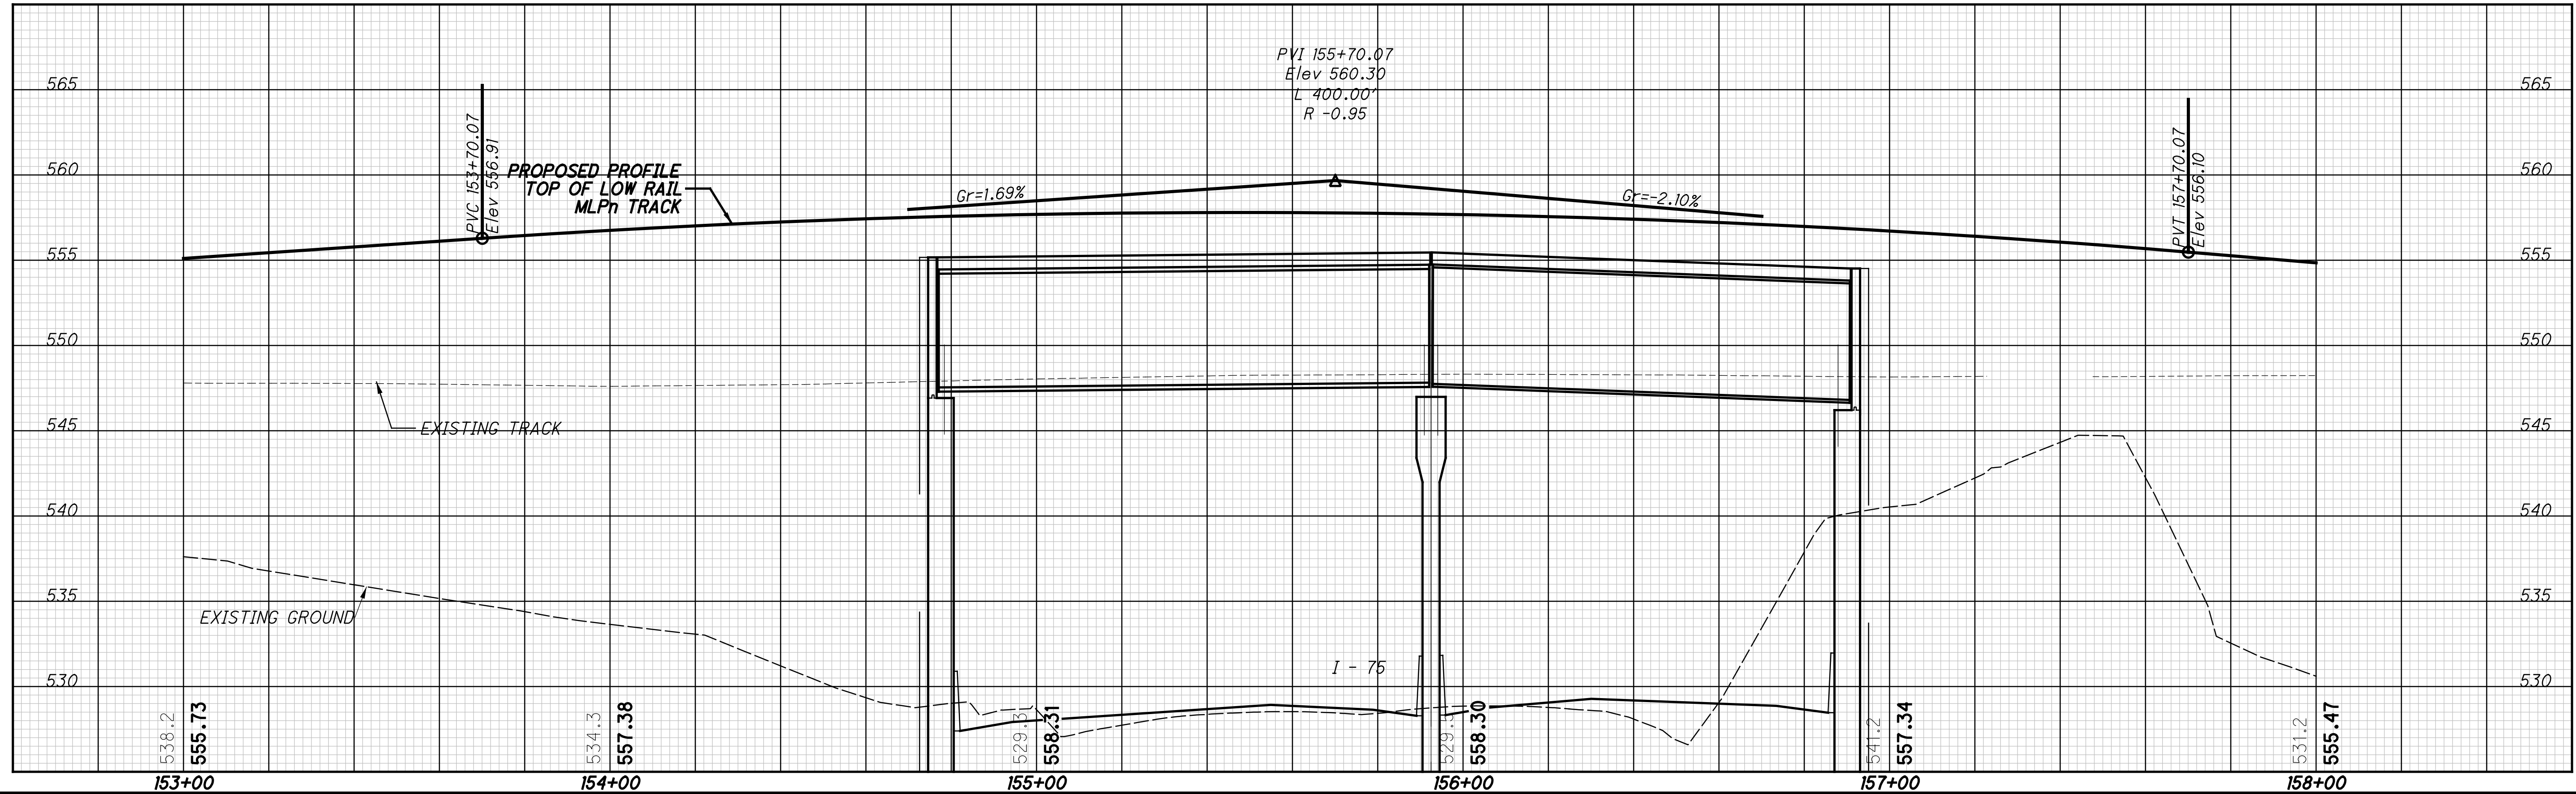 PVI 155+70.07
Elev 560.30
L 400.00'
R -0.95
565
565
PVC 153+70.07
Elev 556.91
PVT 157+70.07
Elev 556.10
560
560
PROPOSED PROFILE
TOP OF LOW RAIL
MLPn TRACK
Gr=1.69%
Gr=-2.10%
555
555
550
550
EXISTING TRACK
545
545
540
540
535
535
EXISTING GROUND
I - 75
530
530
538.2
555.73
534.3
557.38
529.3
558.31
529.5
558.30
541.2
557.34
531.2
555.47
153+00
154+00
155+00
156+00
157+00
158+00